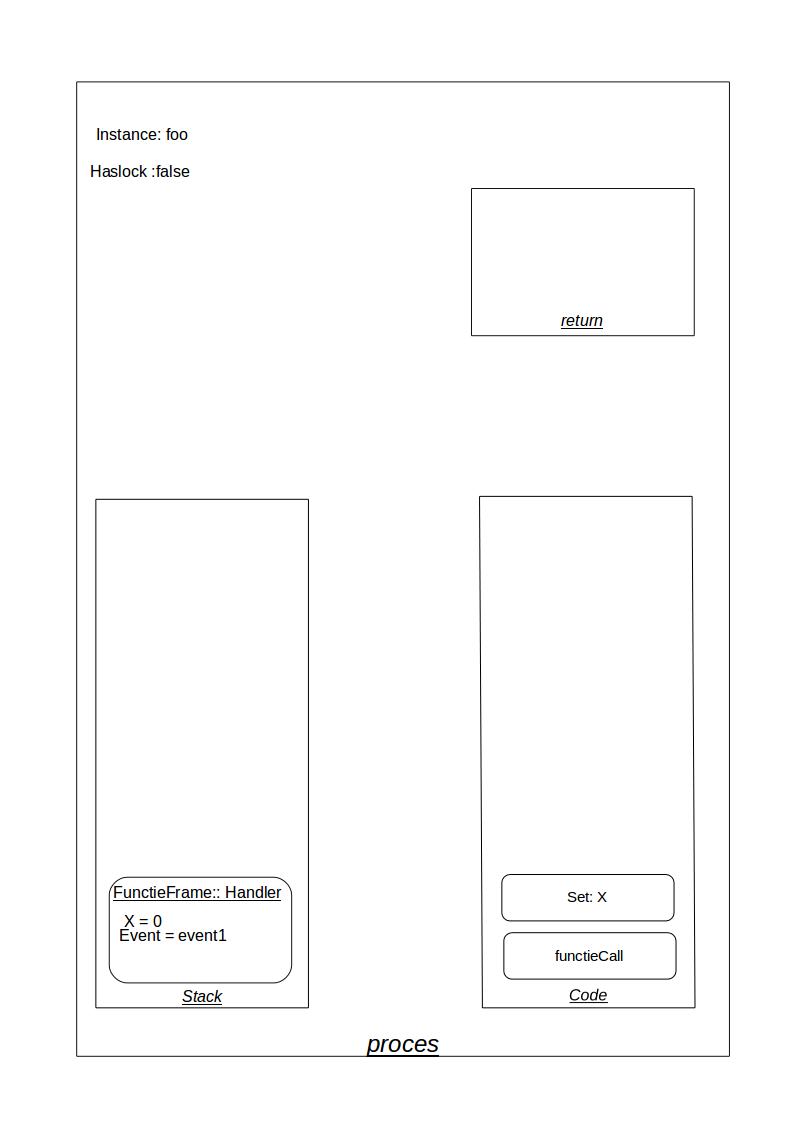 Instance: foo
Haslock :false
return
FunctieFrame:: Handler
X = 0
Event = event1
Stack
Set: X
functieCall
Code
proces